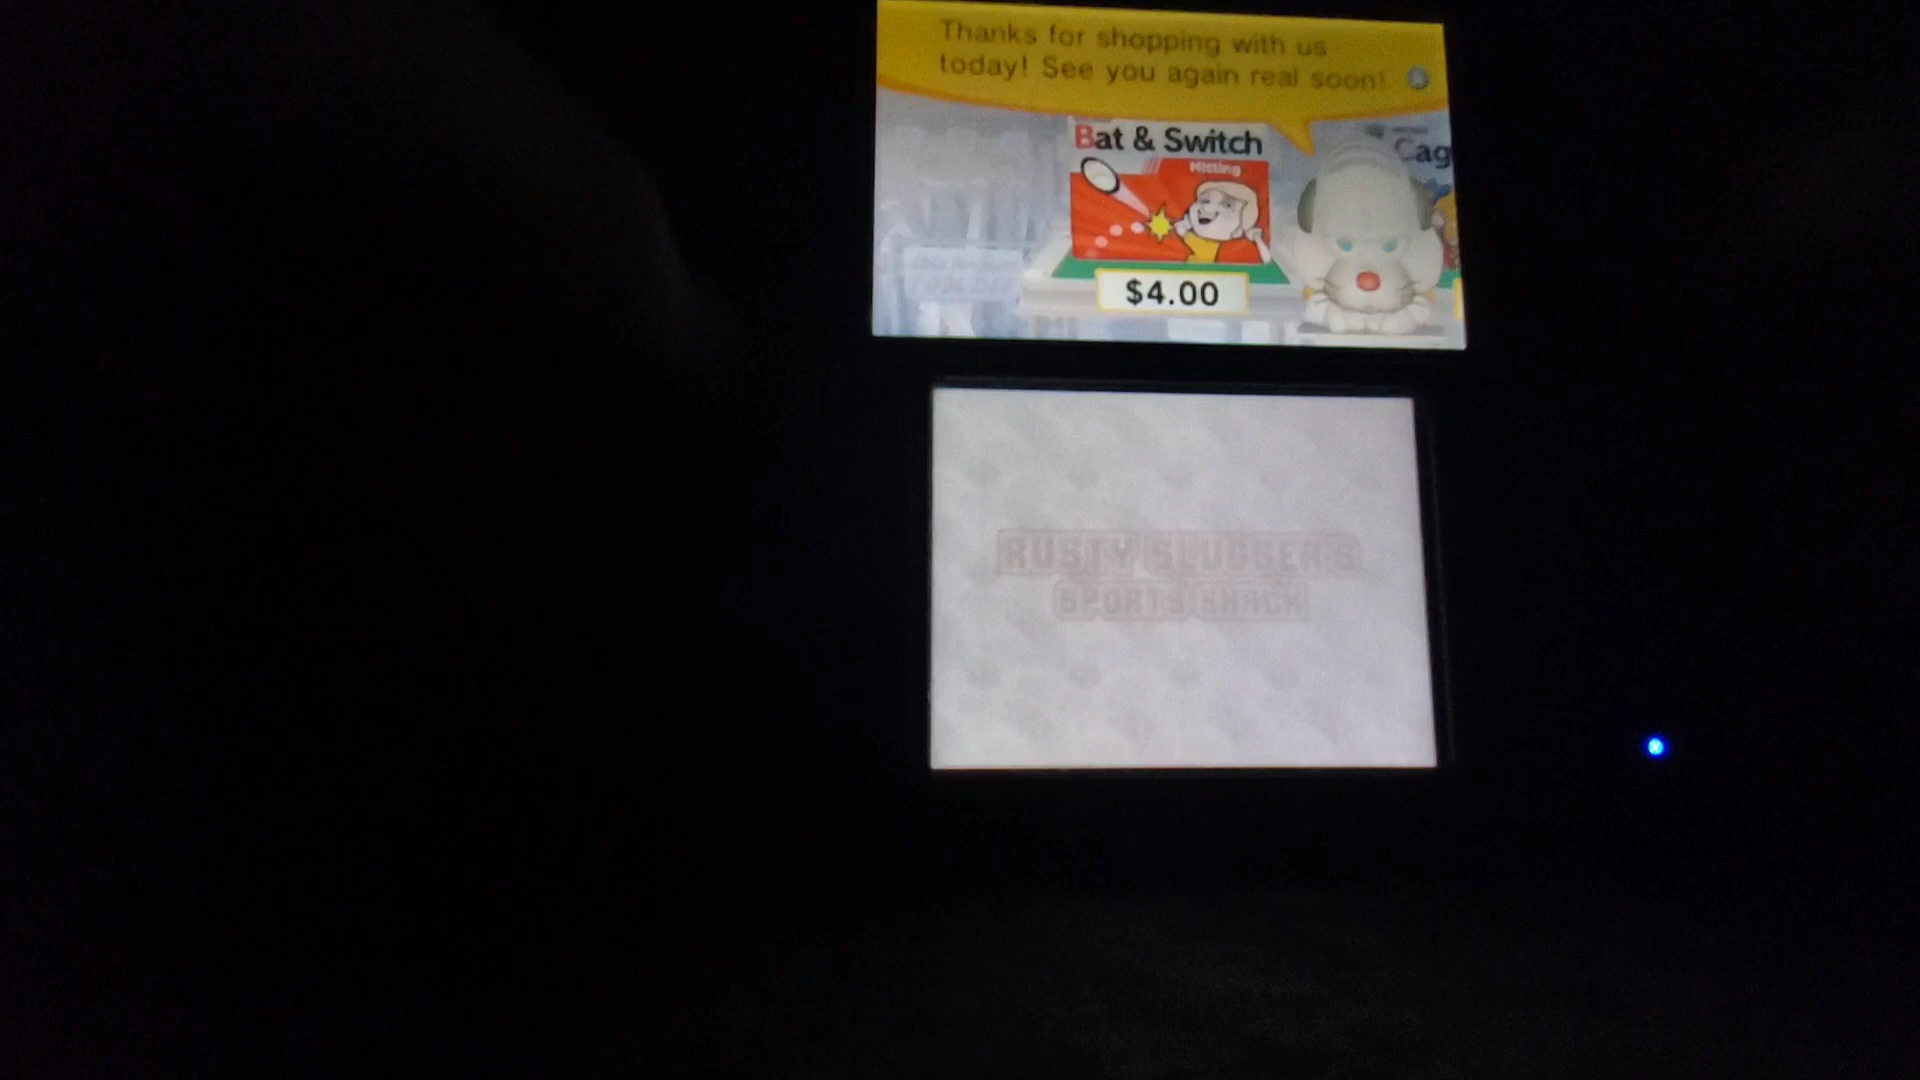 Thanks for shopping with us
today! See you again real soon!
Bat & Switch
Cag
Hitting
$4.00
RUSTY SLUGGER'S
SPORTS SHACK